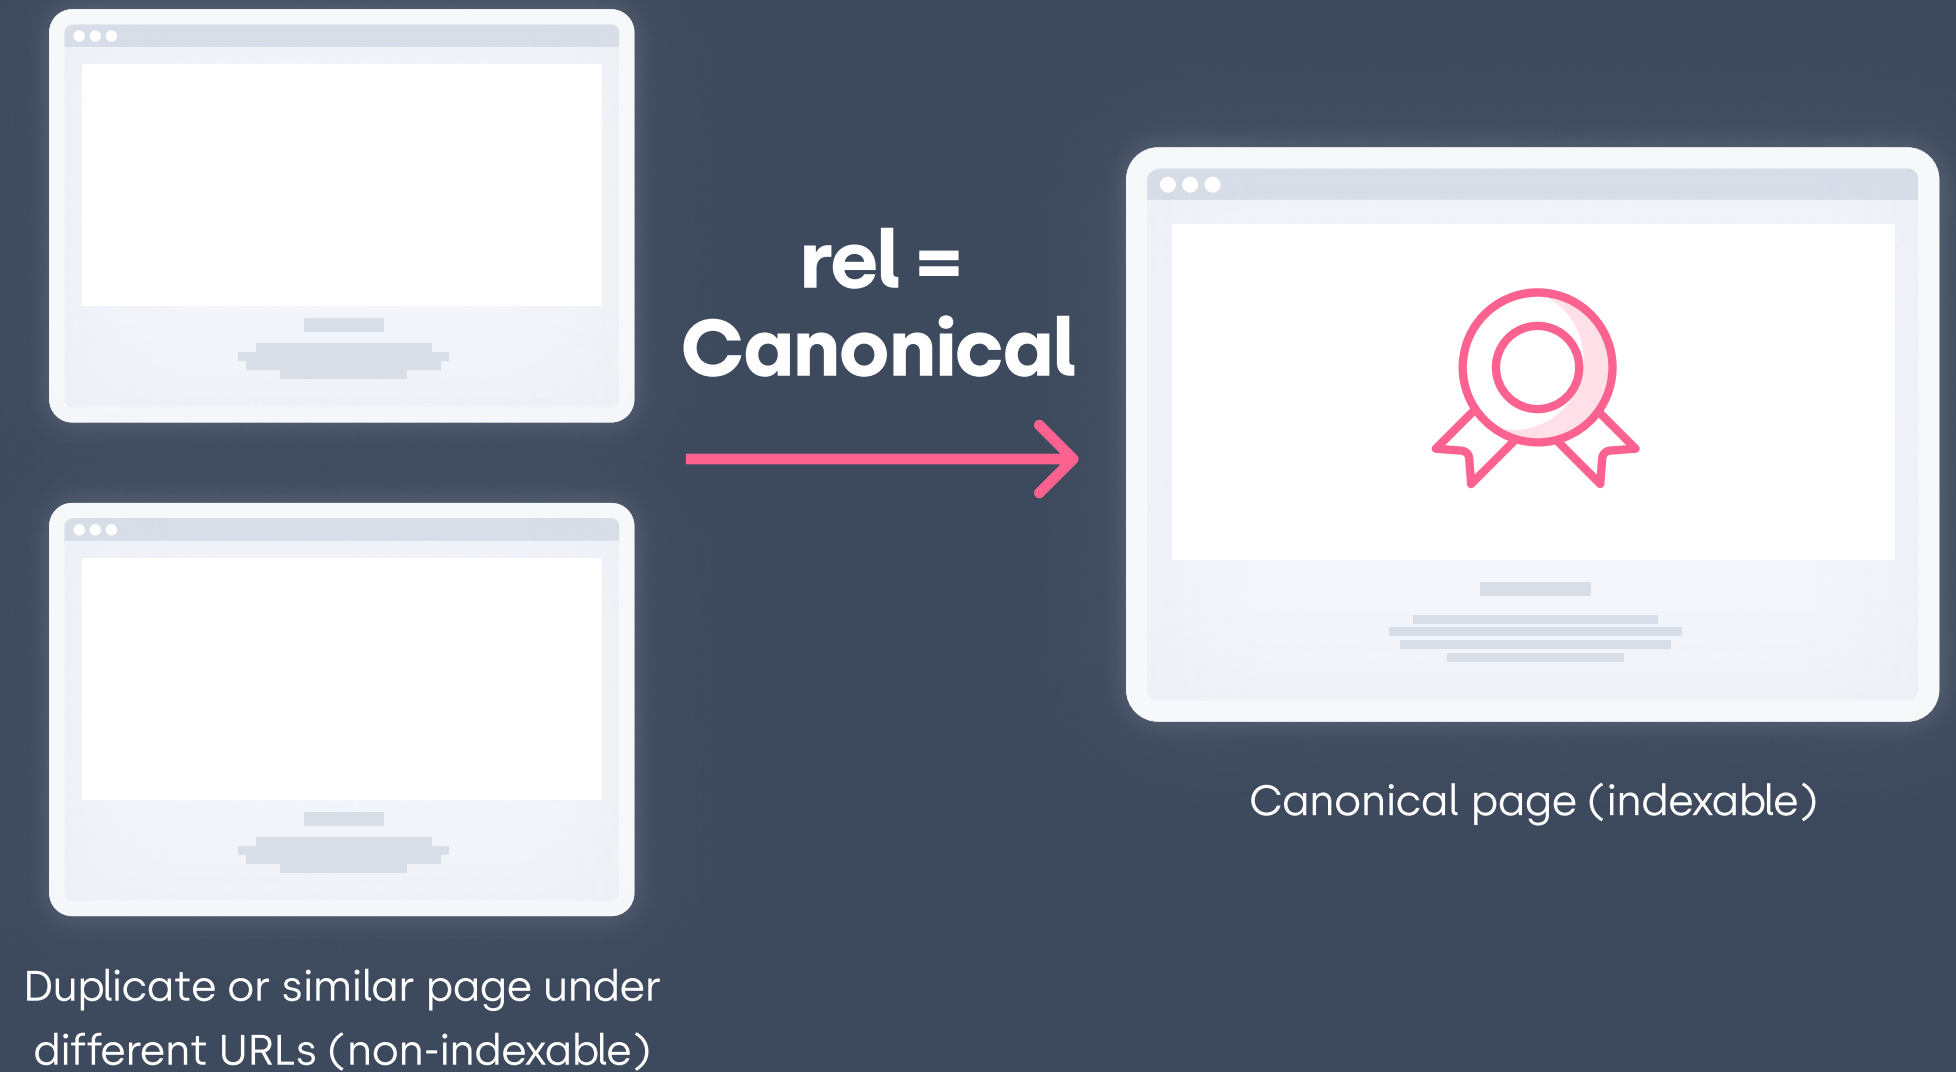 rel =
Canonical
Canonical page (indexable)
Duplicate or similar page under
different URLs (non-indexable)